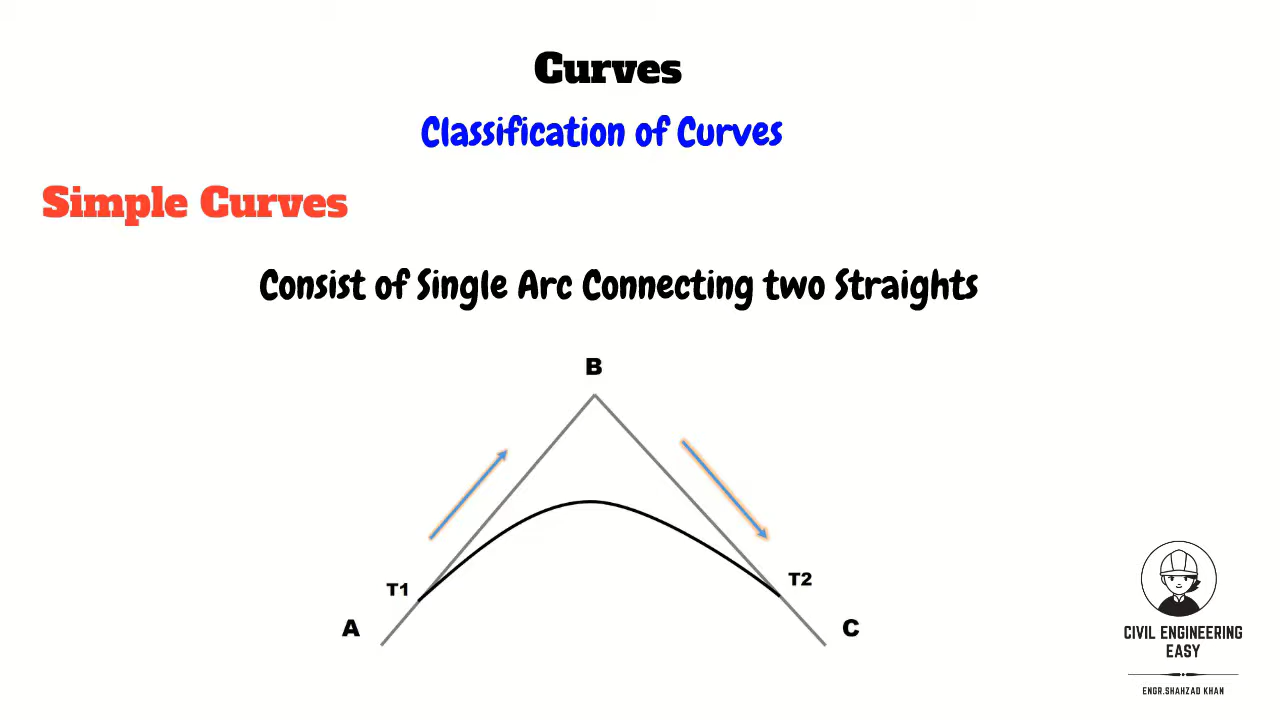 Curves
Classification of Curves
Simple Curves
Consist of Single Arc Connecting two Straights
B
T1
T2
A
C
CIVIL ENGINEERING
EASY
ENGR.SHAHZAD KHAN